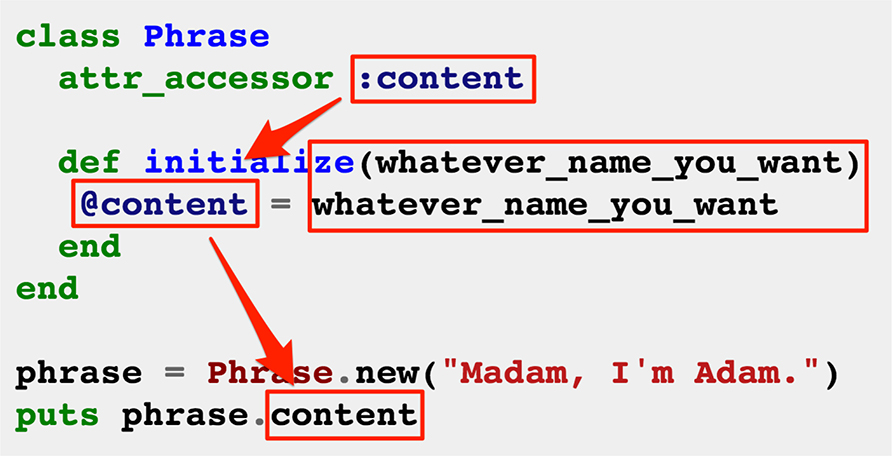 class Phrase
  attr_accessor :content
  def initialize(whatever_name_you_want)
    @content = whatever_name_you_want
  end
end
phrase = Phrase.new("Madam, I'm Adam.")
puts phrase.content